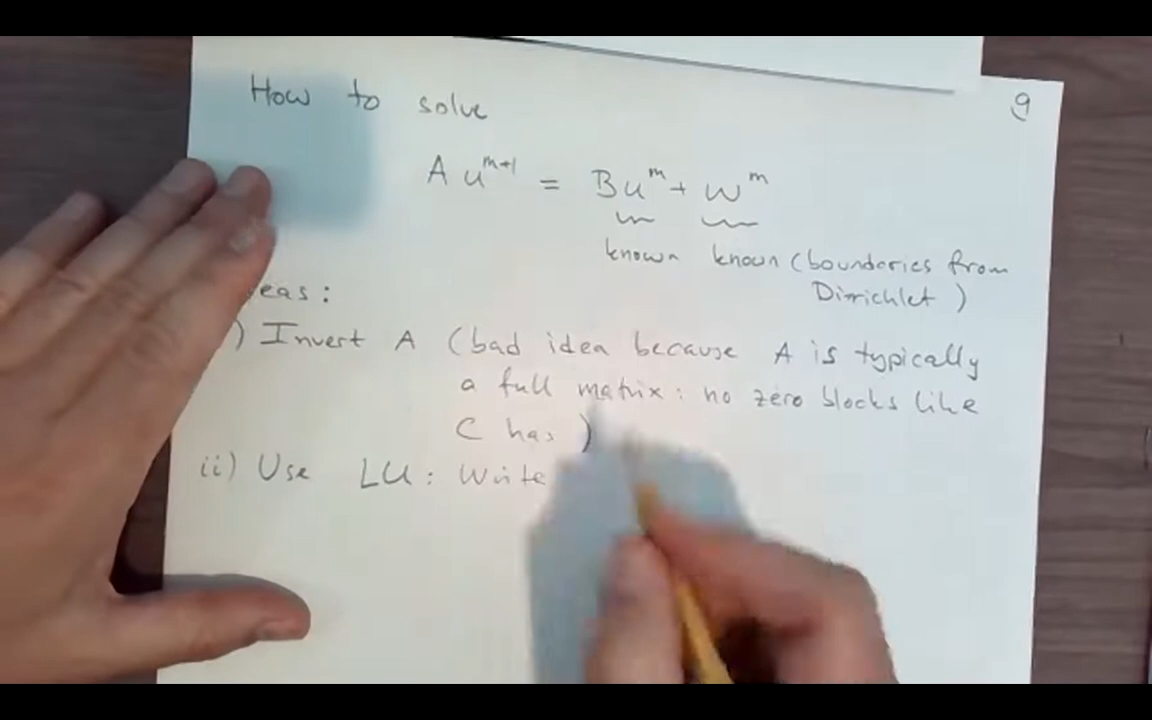 How to solve
9
A u^{m+1} = B u^m + w^m
known known (boundaries from
Dirichlet )
eas :
) Invert A (bad idea because A is typically
a full matrix : no zero blocks like
C has )
ii) Use LU : Write